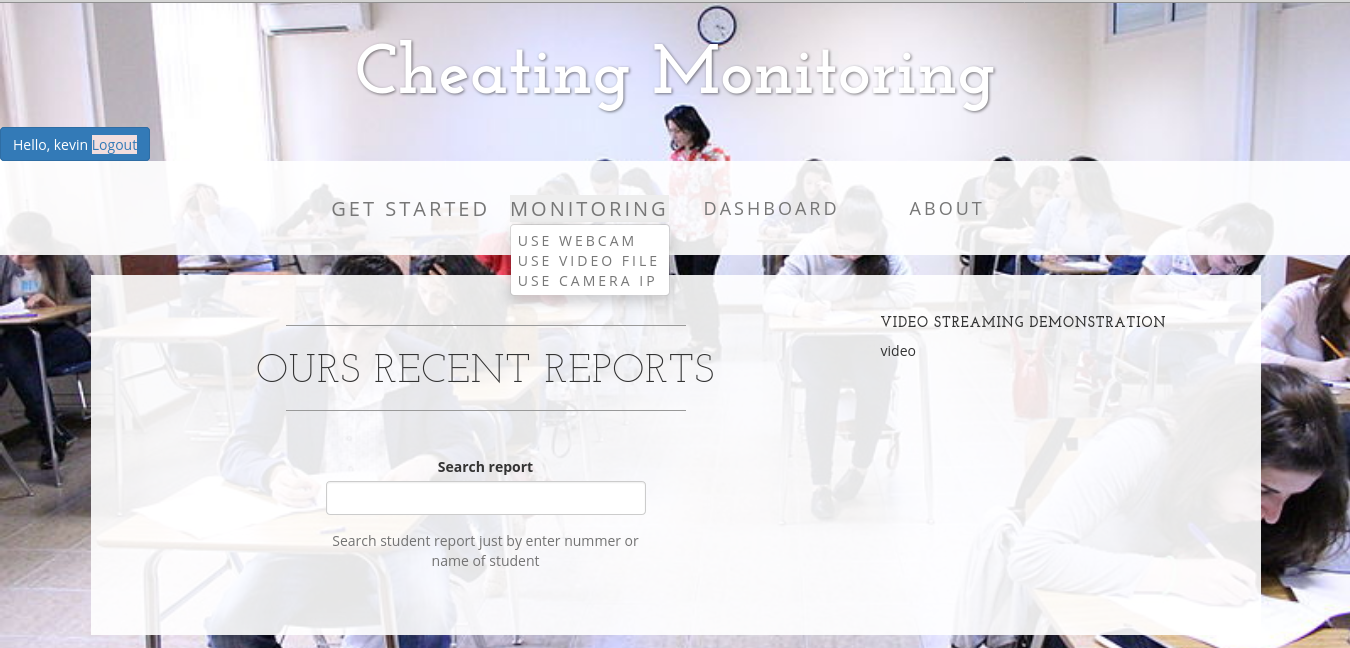 Cheating Monitoring
Hello, kevin Logout
GET STARTED MONITORING DASHBOARD ABOUT
USE WEBCAM
USE VIDEO FILE
USE CAMERA IP
OURS RECENT REPORTS
Search report
Search student report just by enter nummer or
name of student
VIDEO STREAMING DEMONSTRATION
video